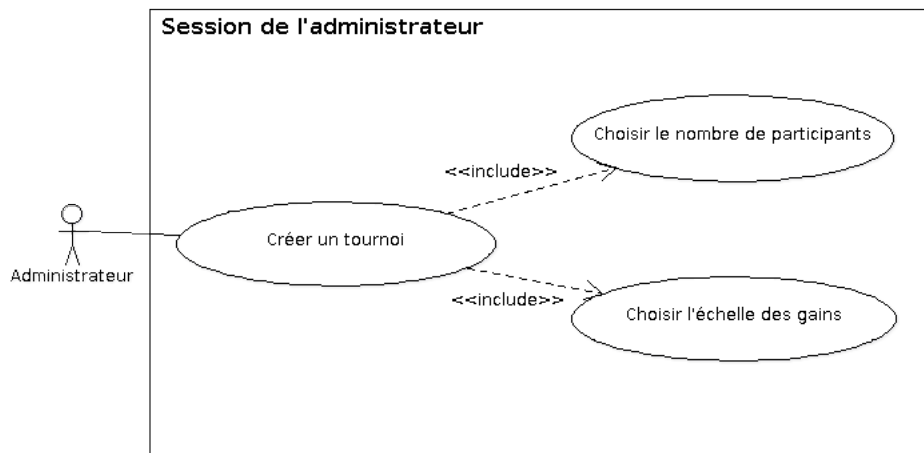 Session de l'administrateur
Choisir le nombre de participants
<<include>>
Créer un tournoi
Administrateur
<<include>>
Choisir l'échelle des gains